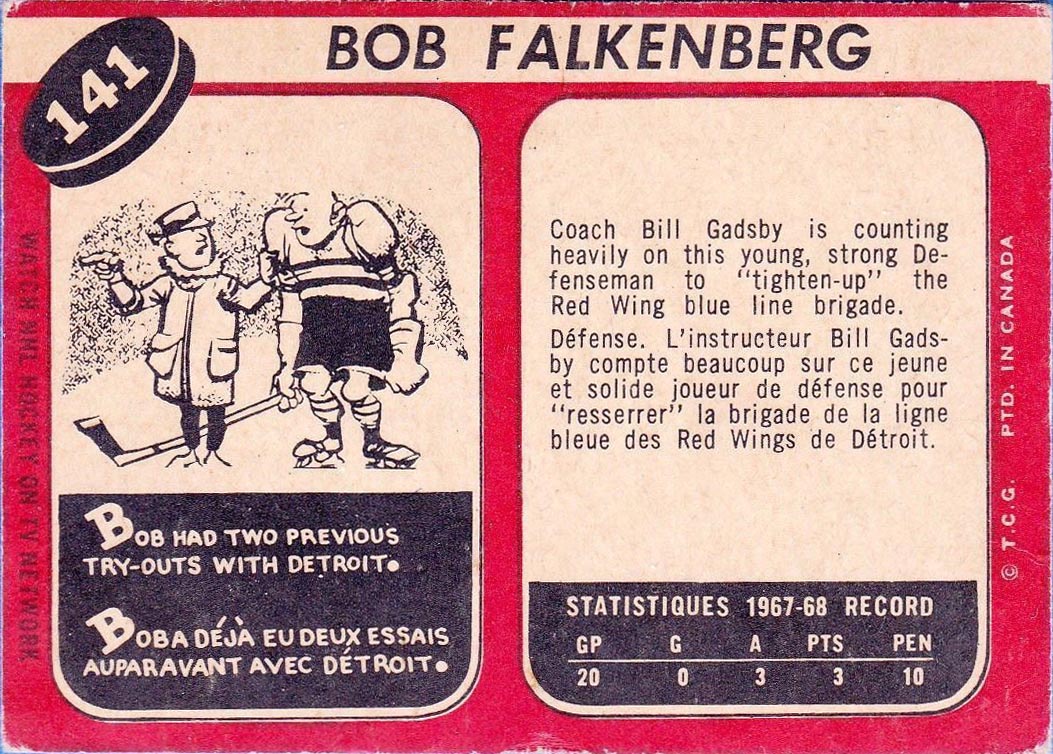 141
BOB FALKENBERG
BOB HAD TWO PREVIOUS
TRY-OUTS WITH DETROIT.
BOB A DÉJÀ EU DEUX ESSAIS
AUPARAVANT AVEC DÉTROIT.
Coach Bill Gadsby is counting
heavily on this young, strong De-
fenseman to "tighten-up" the
Red Wing blue line brigade.
Défense. L'instructeur Bill Gads-
by compte beaucoup sur ce jeune
et solide joueur de défense pour
"resserrer" la brigade de la ligne
bleue des Red Wings de Détroit.
STATISTIQUES 1967-68 RECORD
GP G A PTS PEN
20 0 3 3 10
WATCH NHL HOCKEY ON TV NETWORK
© T.C.G. PTD. IN CANADA